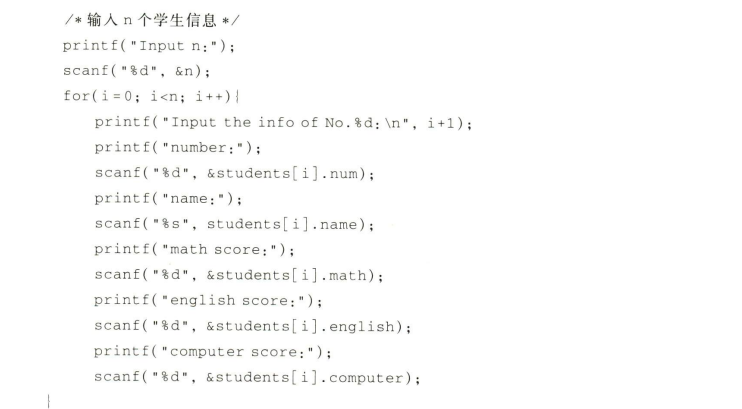 /* 输入 n 个学生信息 */
printf("Input n:");
scanf("%d", &n);
for(i=0; i<n; i++){
printf("Input the info of No.%d:\n", i+1);
printf("number:");
scanf("%d", &students[i].num);
printf("name:");
scanf("%s", students[i].name);
printf("math score:");
scanf("%d", &students[i].math);
printf("english score:");
scanf("%d", &students[i].english);
printf("computer score:");
scanf("%d", &students[i].computer);
}